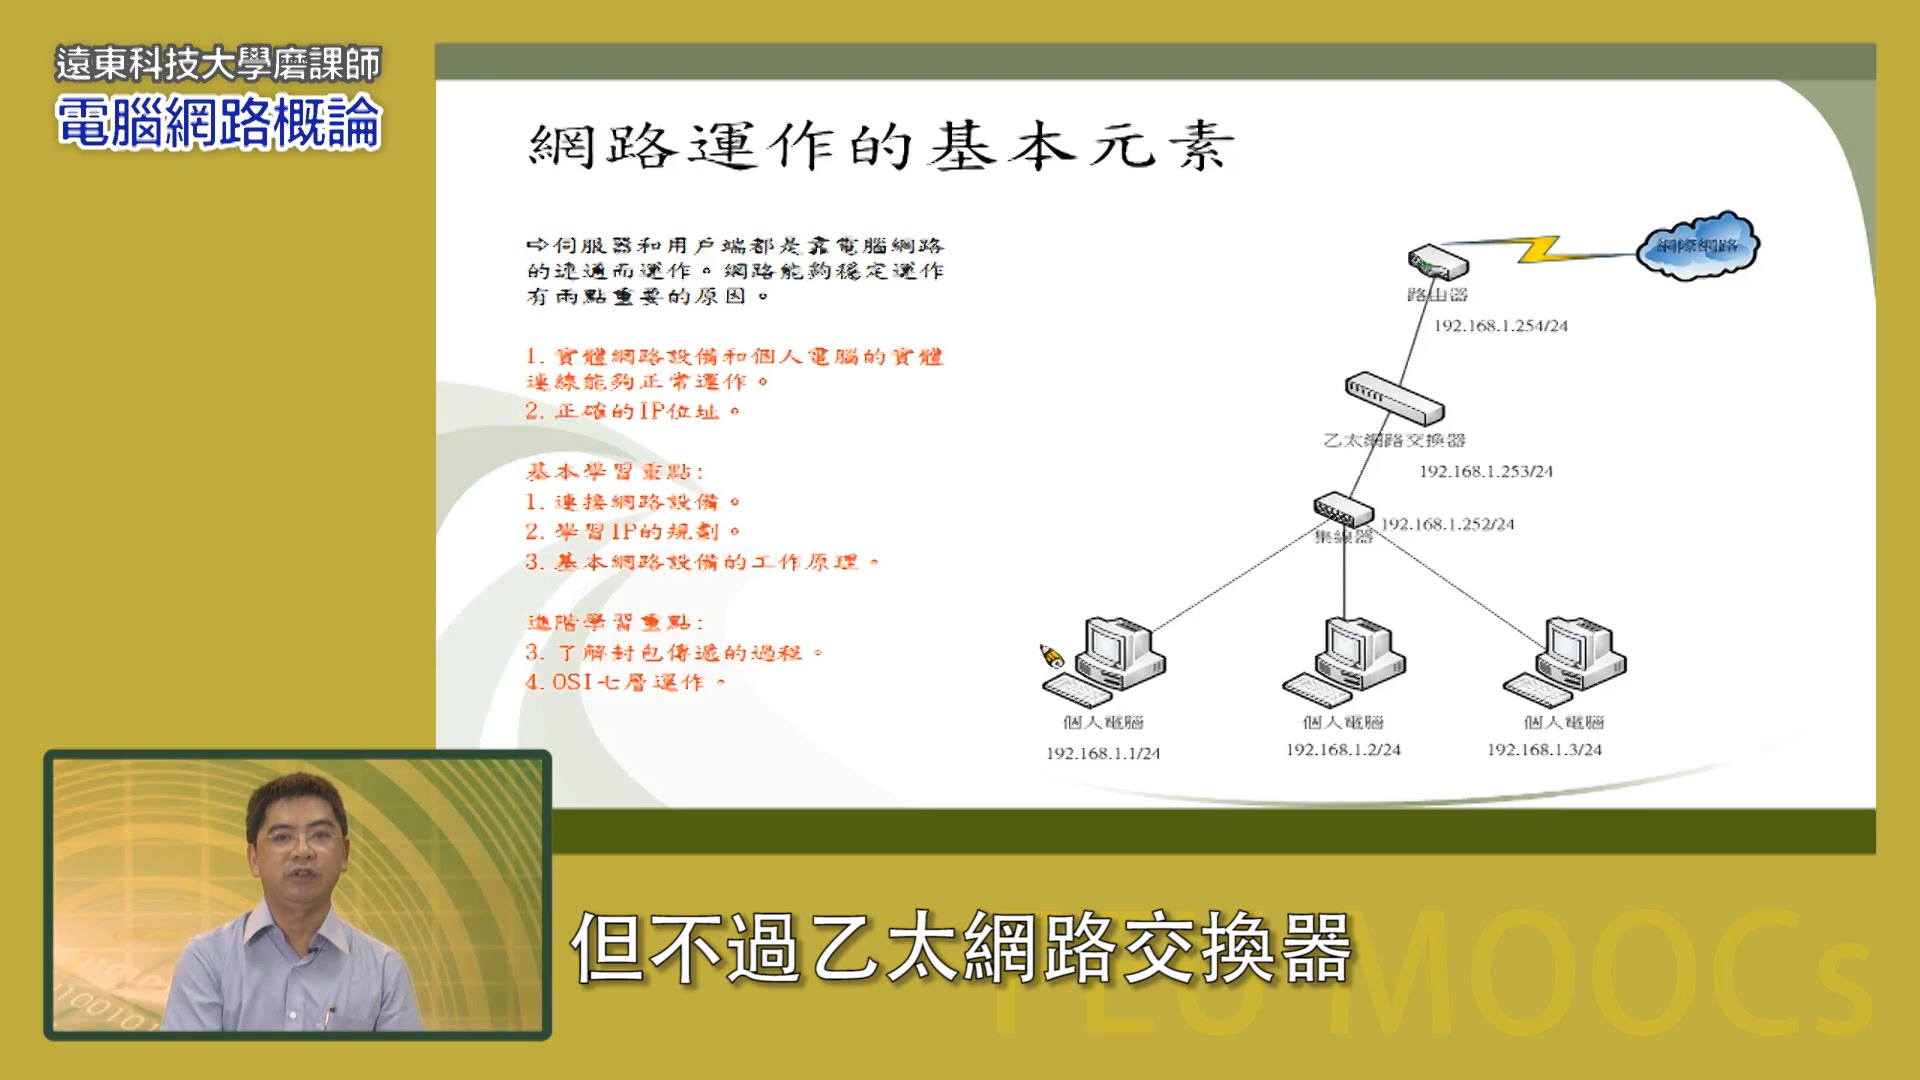 遠東科技大學磨課師
電腦網路概論
網路運作的基本元素
⇨伺服器和用戶端都是靠電腦網路
的連通而運作。網路能夠穩定運作
有兩點重要的原因。
1. 實體網路設備和個人電腦的實體
連線能夠正常運作。
2. 正確的IP位址。
基本學習重點:
1. 連接網路設備。
2. 學習IP的規劃。
3. 基本網路設備的工作原理。
進階學習重點:
3. 了解封包傳遞的過程。
4. OSI七層運作。
網際網路
路由器
192.168.1.254/24
乙太網路交換器
192.168.1.253/24
192.168.1.252/24
集線器
個人電腦
個人電腦
個人電腦
192.168.1.1/24
192.168.1.2/24
192.168.1.3/24
但不過乙太網路交換器
FEU MOOCs